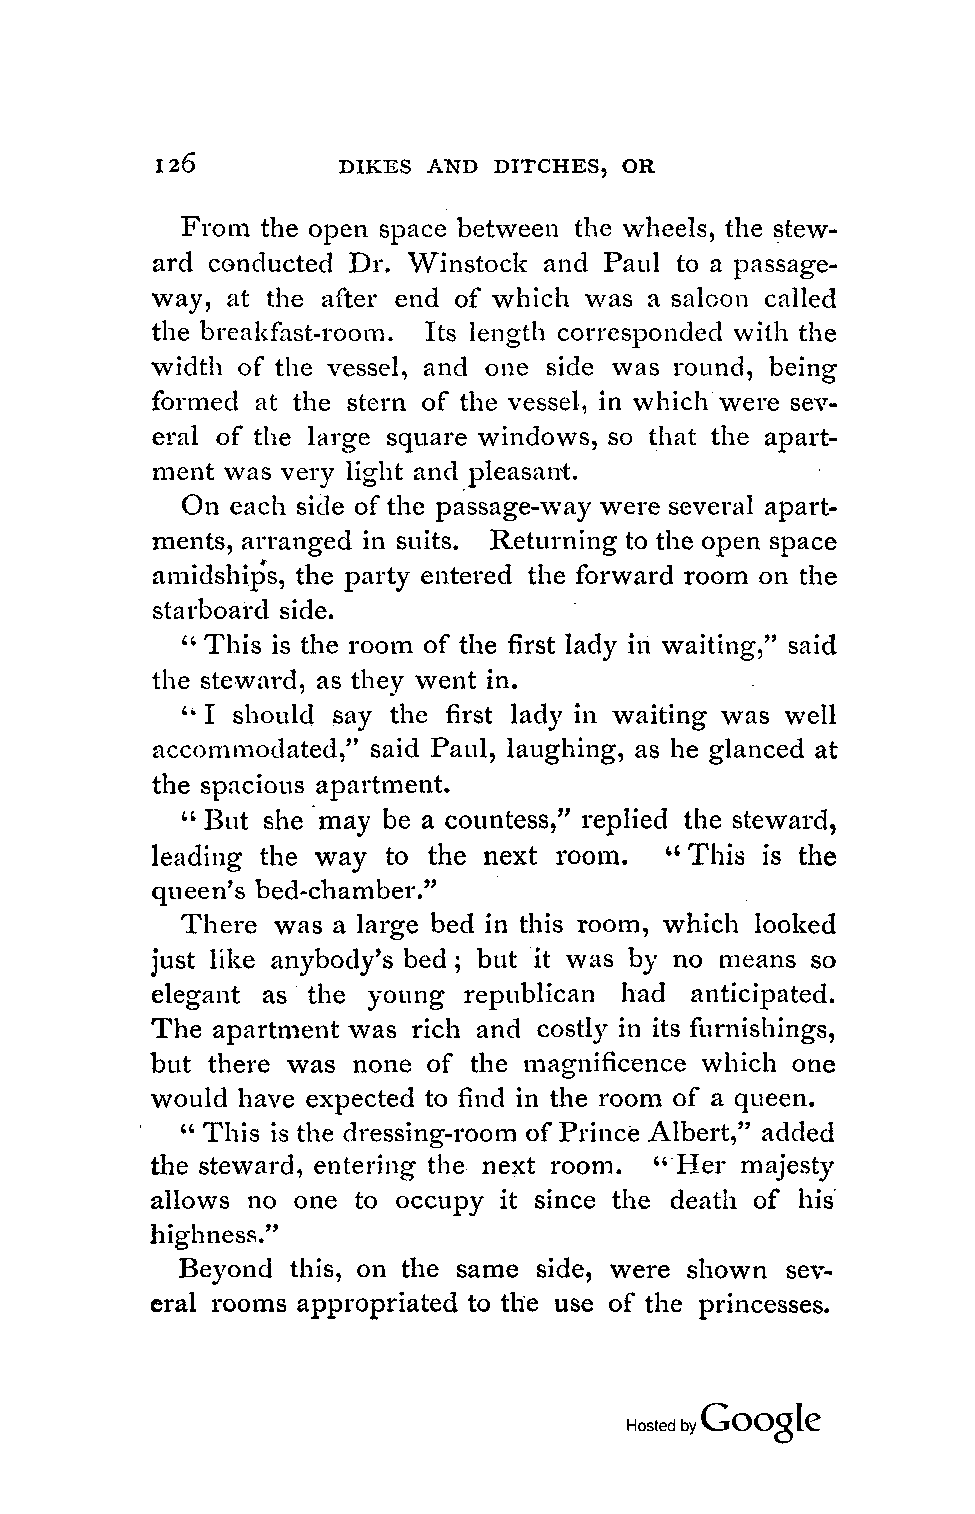 126 DIKES AND DITCHES, OR
From the open space between the wheels, the stew-
ard conducted Dr. Winstock and Paul to a passage-
way, at the after end of which was a saloon called
the breakfast-room. Its length corresponded with the
width of the vessel, and one side was round, being
formed at the stern of the vessel, in which were sev-
eral of the large square windows, so that the apart-
ment was very light and pleasant.
On each side of the passage-way were several apart-
ments, arranged in suits. Returning to the open space
amidships, the party entered the forward room on the
starboard side.
“This is the room of the first lady in waiting,” said
the steward, as they went in.
“I should say the first lady in waiting was well
accommodated,” said Paul, laughing, as he glanced at
the spacious apartment.
“But she may be a countess,” replied the steward,
leading the way to the next room. “This is the
queen's bed-chamber.”
There was a large bed in this room, which looked
just like anybody's bed; but it was by no means so
elegant as the young republican had anticipated.
The apartment was rich and costly in its furnishings,
but there was none of the magnificence which one
would have expected to find in the room of a queen.
“This is the dressing-room of Prince Albert,” added
the steward, entering the next room. “Her majesty
allows no one to occupy it since the death of his
highness.”
Beyond this, on the same side, were shown sev-
eral rooms appropriated to the use of the princesses.
Hosted by Google